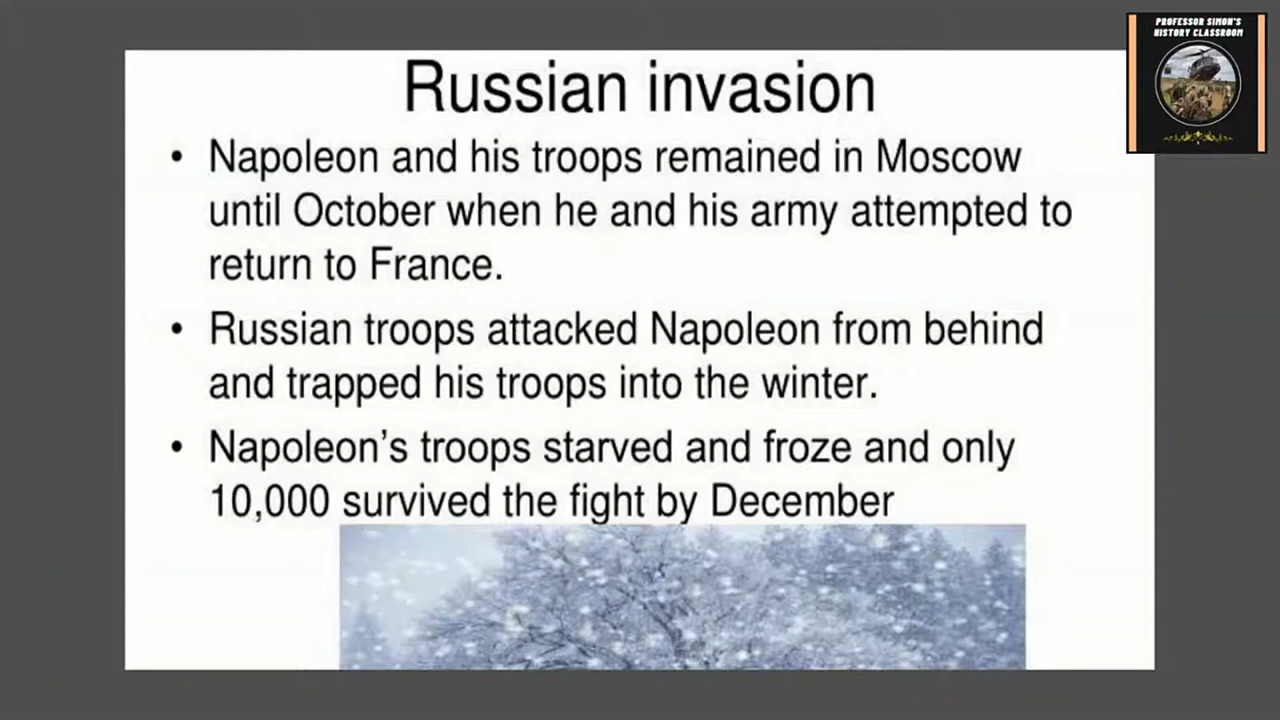 PROFESSOR SIMON'S
HISTORY CLASSROOM
Russian invasion
• Napoleon and his troops remained in Moscow
until October when he and his army attempted to
return to France.
• Russian troops attacked Napoleon from behind
and trapped his troops into the winter.
• Napoleon’s troops starved and froze and only
10,000 survived the fight by December